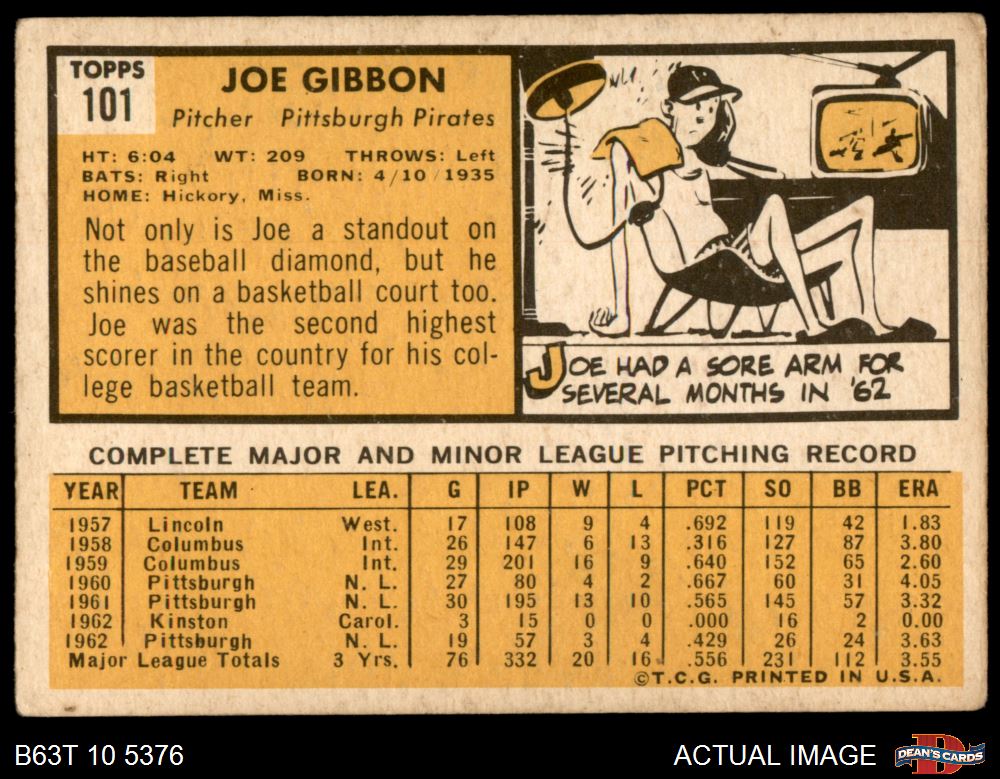 TOPPS
101
JOE GIBBON
Pitcher Pittsburgh Pirates
HT: 6:04 WT: 209 THROWS: Left
BATS: Right BORN: 4/10/1935
HOME: Hickory, Miss.
Not only is Joe a standout on
the baseball diamond, but he
shines on a basketball court too.
Joe was the second highest
scorer in the country for his col-
lege basketball team.
JOE HAD A SORE ARM FOR
SEVERAL MONTHS IN '62
COMPLETE MAJOR AND MINOR LEAGUE PITCHING RECORD
YEAR TEAM LEA. G IP W L PCT SO BB ERA
1957 Lincoln West. 17 108 9 4 .692 119 42 1.83
1958 Columbus Int. 26 147 6 13 .316 127 87 3.80
1959 Columbus Int. 29 201 16 9 .640 152 65 2.60
1960 Pittsburgh N. L. 27 80 4 2 .667 60 31 4.05
1961 Pittsburgh N. L. 30 195 13 10 .565 145 57 3.32
1962 Kinston Carol. 3 15 0 0 .000 16 2 0.00
1962 Pittsburgh N. L. 19 57 3 4 .429 26 24 3.63
Major League Totals 3 Yrs. 76 332 20 16 .556 231 112 3.55
©T.C.G. PRINTED IN U.S.A.
B63T 10 5376
ACTUAL IMAGE
DEAN'S CARDS